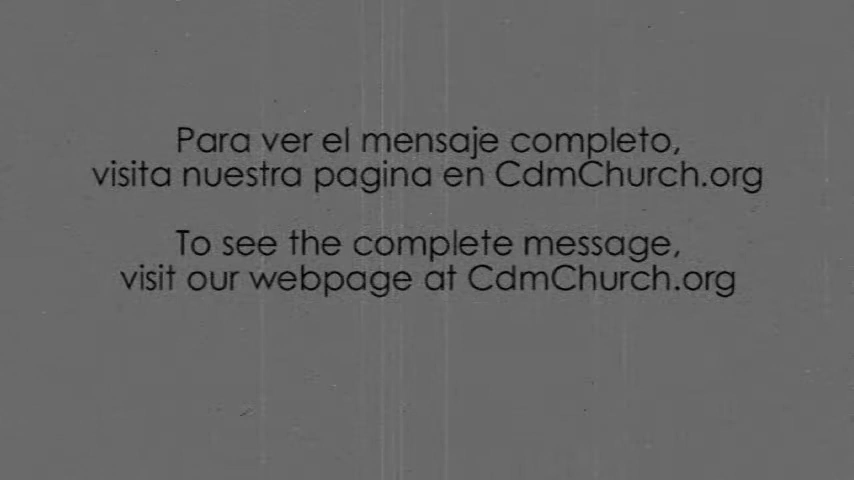 Para ver el mensaje completo,
visita nuestra pagina en CdmChurch.org
To see the complete message,
visit our webpage at CdmChurch.org